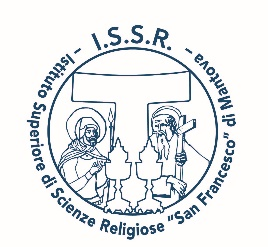 - I.S.S.R. -
Istituto Superiore di Scienze Religiose "San Francesco" di Mantova